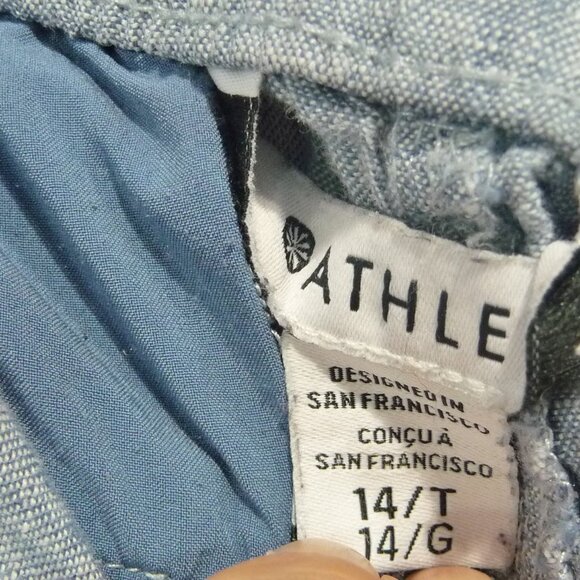 ATHLE
DESIGNED IN
SAN FRANCISCO
CONÇU À
SAN FRANCISCO
14/T
14/G